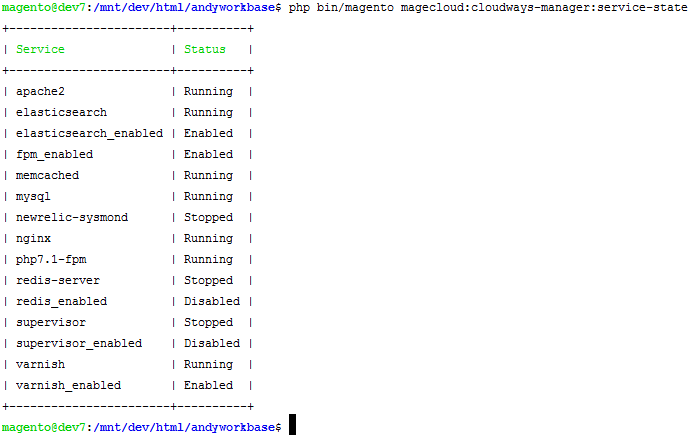 magento@dev7:/mnt/dev/html/andyworkbase$ php bin/magento magecloud:cloudways-manager:service-state
+-----------------------+----------+
| Service               | Status   |
+-----------------------+----------+
| apache2               | Running  |
| elasticsearch         | Running  |
| elasticsearch_enabled | Enabled  |
| fpm_enabled           | Enabled  |
| memcached             | Running  |
| mysql                 | Running  |
| newrelic-sysmond      | Stopped  |
| nginx                 | Running  |
| php7.1-fpm            | Running  |
| redis-server          | Stopped  |
| redis_enabled         | Disabled |
| supervisor            | Stopped  |
| supervisor_enabled    | Disabled |
| varnish               | Running  |
| varnish_enabled       | Enabled  |
+-----------------------+----------+
magento@dev7:/mnt/dev/html/andyworkbase$